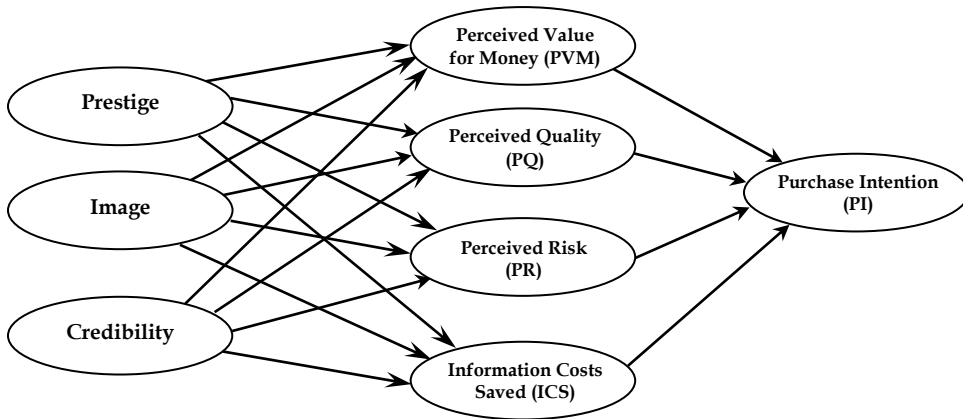 Prestige
Image
Credibility
Perceived Value
for Money (PVM)
Perceived Quality
(PQ)
Perceived Risk
(PR)
Information Costs
Saved (ICS)
Purchase Intention
(PI)